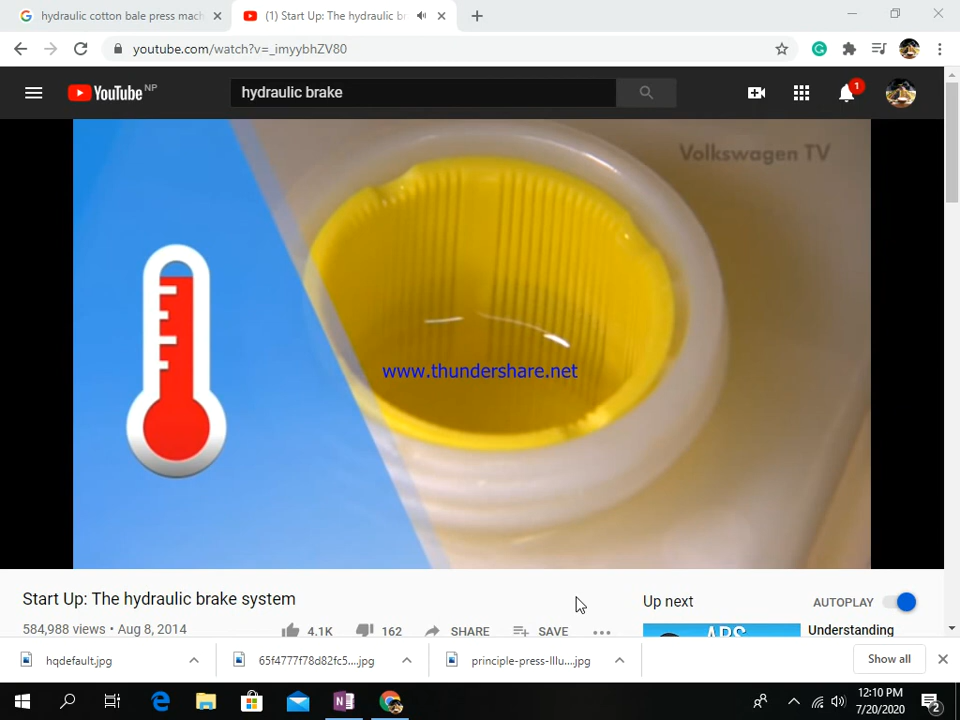 hydraulic cotton bale press mach
(1) Start Up: The hydraulic br
youtube.com/watch?v=_imyybhZV80
YouTube NP
hydraulic brake
1
Volkswagen TV
www.thundershare.net
Start Up: The hydraulic brake system
Up next
AUTOPLAY
584,988 views • Aug 8, 2014
4.1K
162
SHARE
SAVE
ABS
Understanding
hqdefault.jpg
65f4777f78d82fc5....jpg
principle-press-lllu....jpg
Show all
12:10 PM
7/20/2020
2